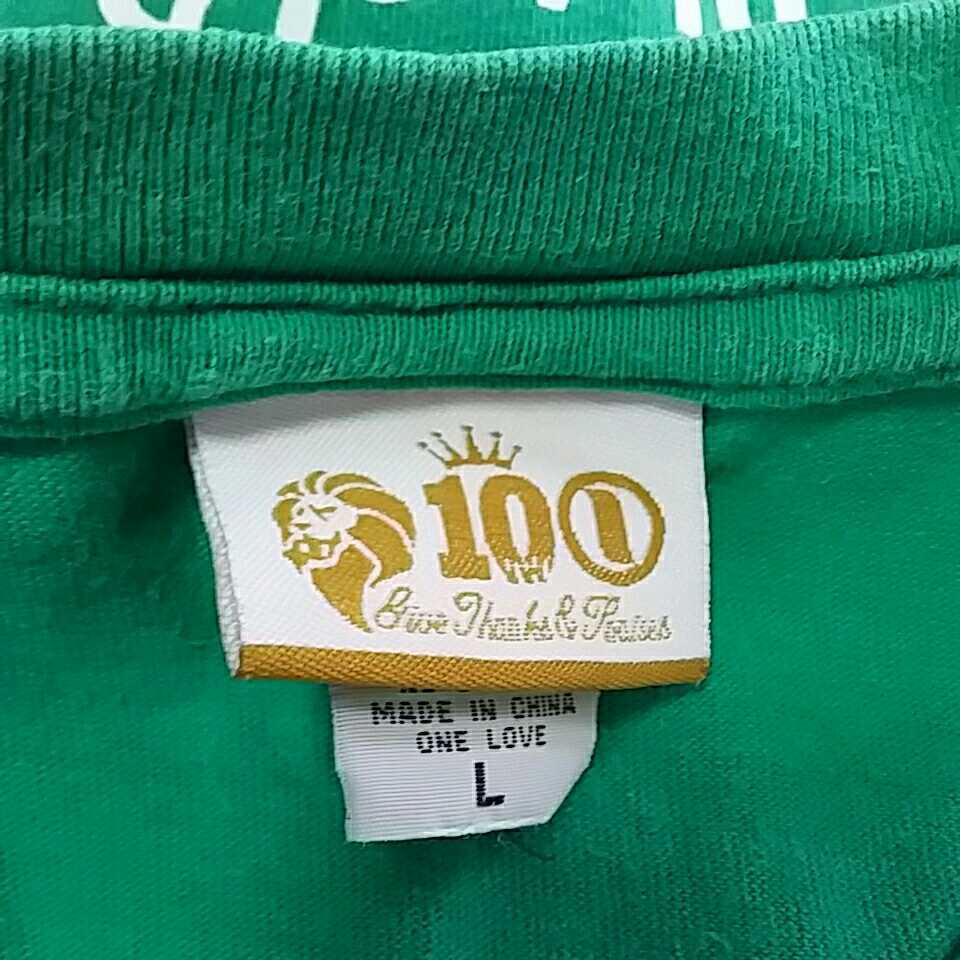 100
Give Thanks & Praises
MADE IN CHINA
ONE LOVE
L